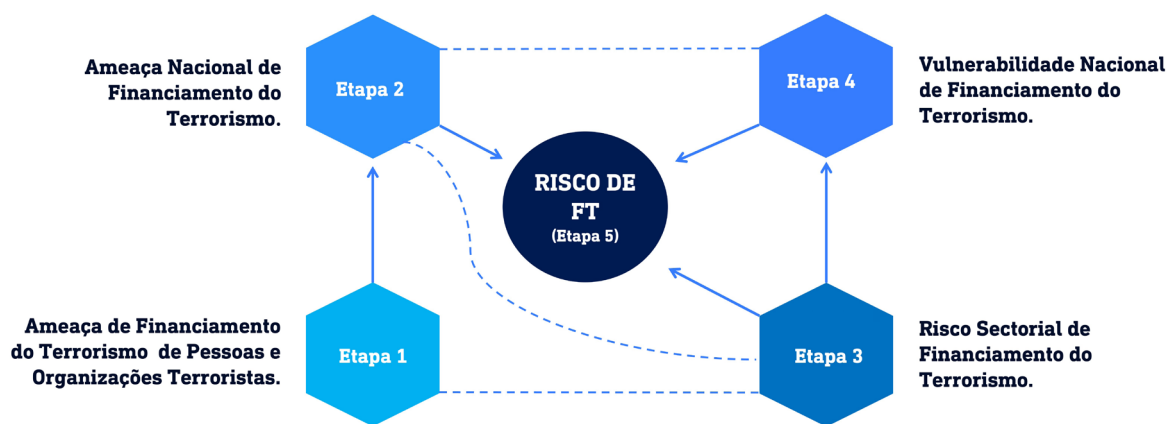 Ameaça Nacional de
Financiamento do
Terrorismo.
Etapa 2
Etapa 4
Vulnerabilidade Nacional
de Financiamento do
Terrorismo.
RISCO DE
FT
(Etapa 5)
Ameaça de Financiamento
do Terrorismo de Pessoas e
Organizações Terroristas.
Etapa 1
Etapa 3
Risco Sectorial de
Financiamento do
Terrorismo.